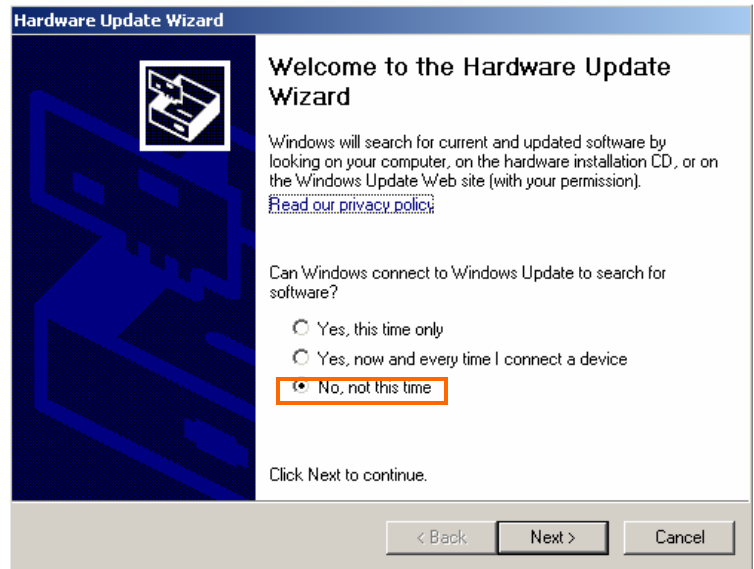 Hardware Update Wizard
Welcome to the Hardware Update
Wizard
Windows will search for current and updated software by
looking on your computer, on the hardware installation CD, or on
the Windows Update Web site (with your permission).
Read our privacy policy
Can Windows connect to Windows Update to search for
software?
Yes, this time only
Yes, now and every time I connect a device
No, not this time
Click Next to continue.
< Back
Next >
Cancel